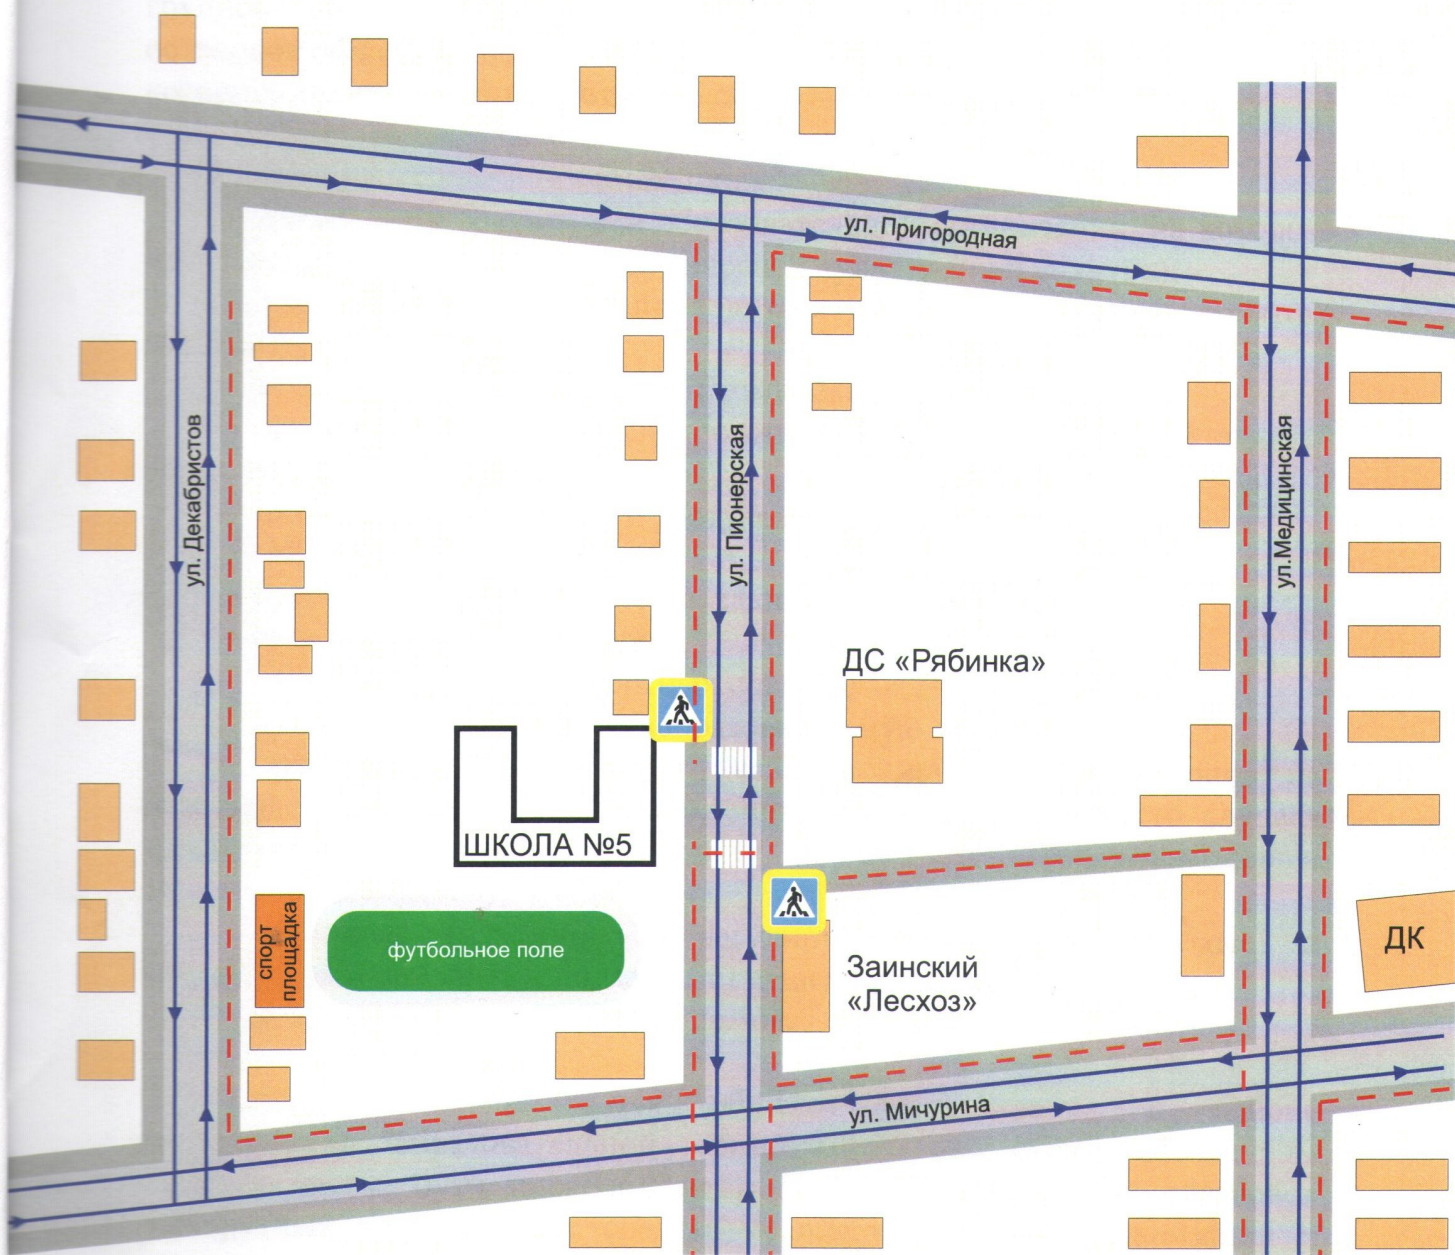 ул. Пригородная
ул. Декабристов
ул. Пионерская
ул.Медицинская
ДС «Рябинка»
ШКОЛА №5
спорт
площадка
футбольное поле
Заинский
«Лесхоз»
ДК
ул. Мичурина